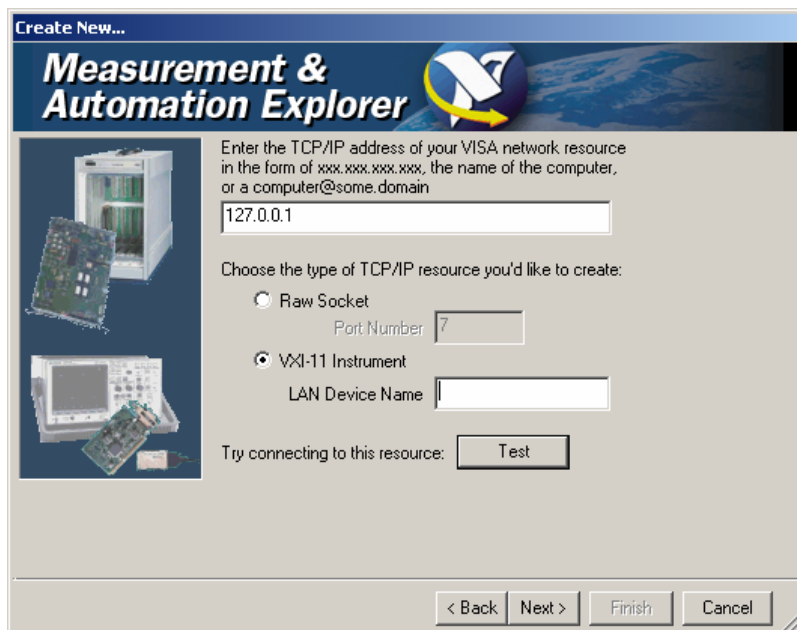 Create New...
Measurement &
Automation Explorer
Enter the TCP/IP address of your VISA network resource
in the form of xxx.xxx.xxx.xxx, the name of the computer,
or a computer@some.domain
127.0.0.1
Choose the type of TCP/IP resource you'd like to create:
Raw Socket
Port Number 7
VXI-11 Instrument
LAN Device Name
Try connecting to this resource: Test
< Back Next > Finish Cancel